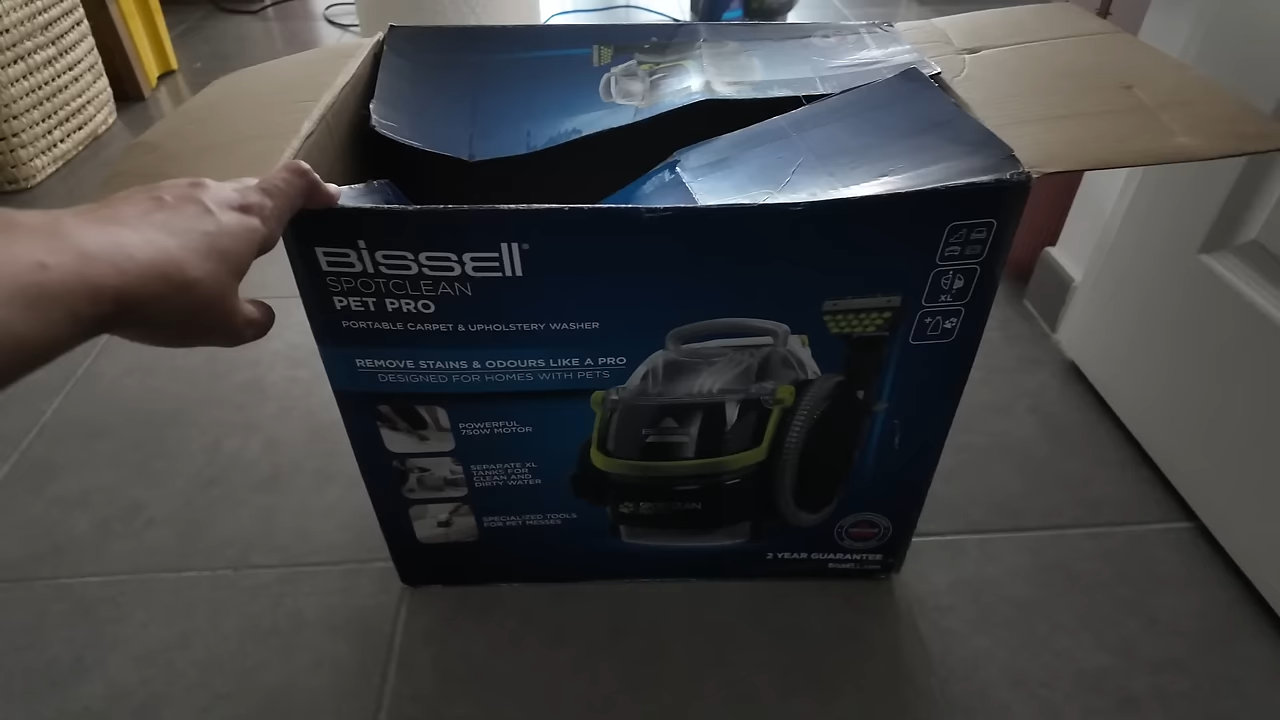 BISSELL®
SPOTCLEAN
PET PRO
PORTABLE CARPET & UPHOLSTERY WASHER
REMOVE STAINS & ODOURS LIKE A PRO
DESIGNED FOR HOMES WITH PETS
POWERFUL
750W MOTOR
SEPARATE XL
TANKS FOR
CLEAN AND
DIRTY WATER
SPECIALIZED TOOLS
FOR PET MESSES
XL
2 YEAR GUARANTEE